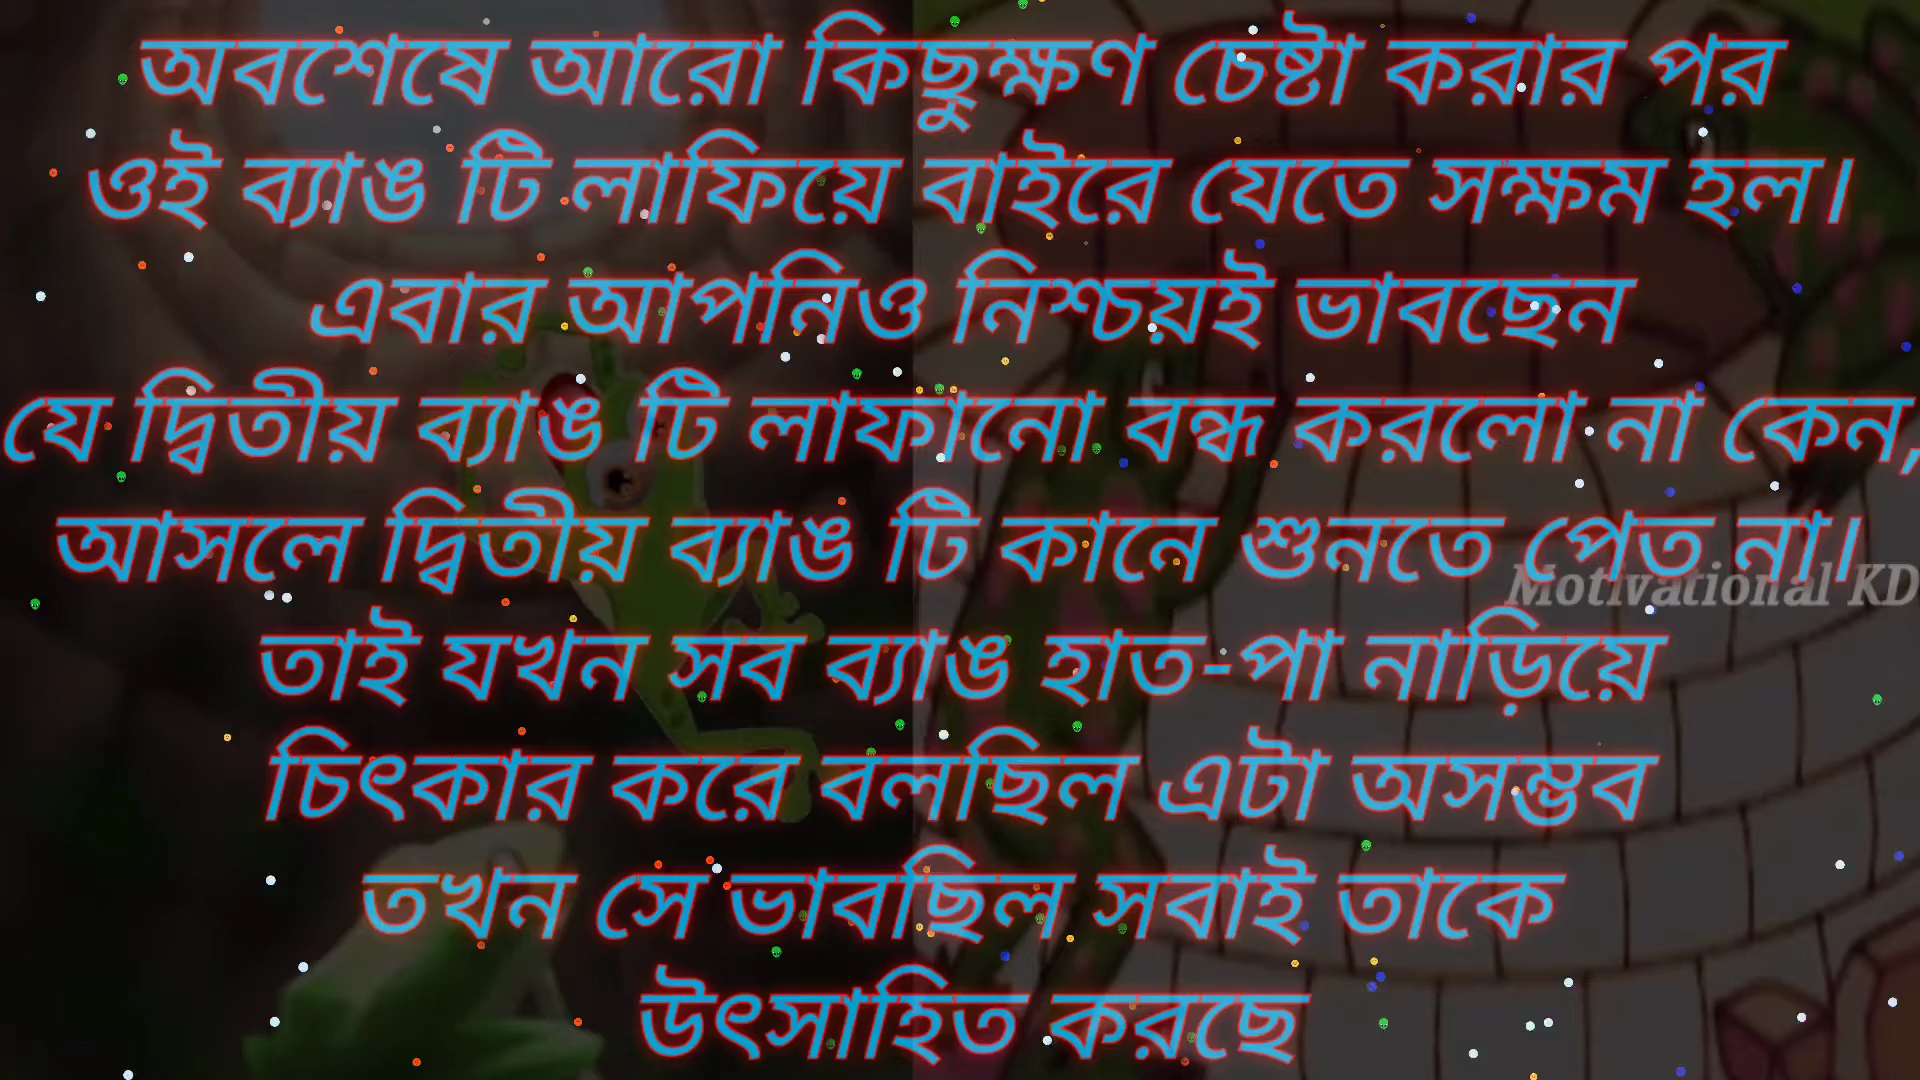 অবশেষে আরো কিছুক্ষণ চেষ্টা করার পর
ওই ব্যাঙ টি লাফিয়ে বাইরে যেতে সক্ষম হল।
এবার আপনিও নিশ্চয়ই ভাবছেন
যে দ্বিতীয় ব্যাঙ টি লাফানো বন্ধ করলো না কেন,
আসলে দ্বিতীয় ব্যাঙ টি কানে শুনতে পেত না।
Motivational KD
তাই যখন সব ব্যাঙ হাত-পা নাড়িয়ে
চিৎকার করে বলছিল এটা অসম্ভব
তখন সে ভাবছিল সবাই তাকে
উৎসাহিত করছে